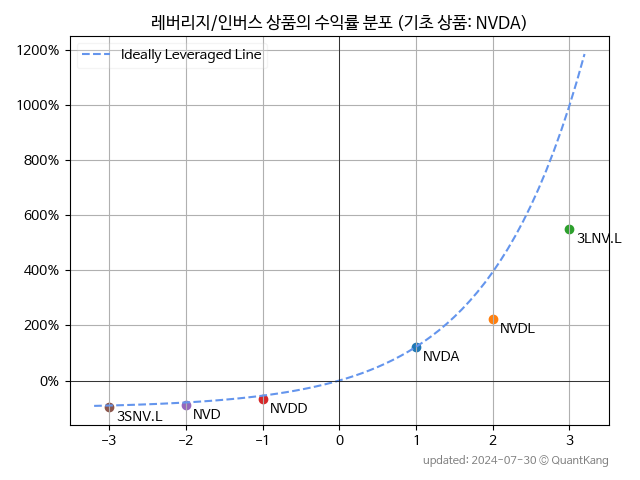 레버리지/인버스 상품의 수익률 분포 (기초 상품: NVDA)
Ideally Leveraged Line
1200%
1000%
800%
600%
400%
200%
0%
3LNV.L
NVDL
NVDA
NVDD
NVD
3SNV.L
−3
−2
−1
0
1
2
3
updated: 2024-07-30 © QuantKang